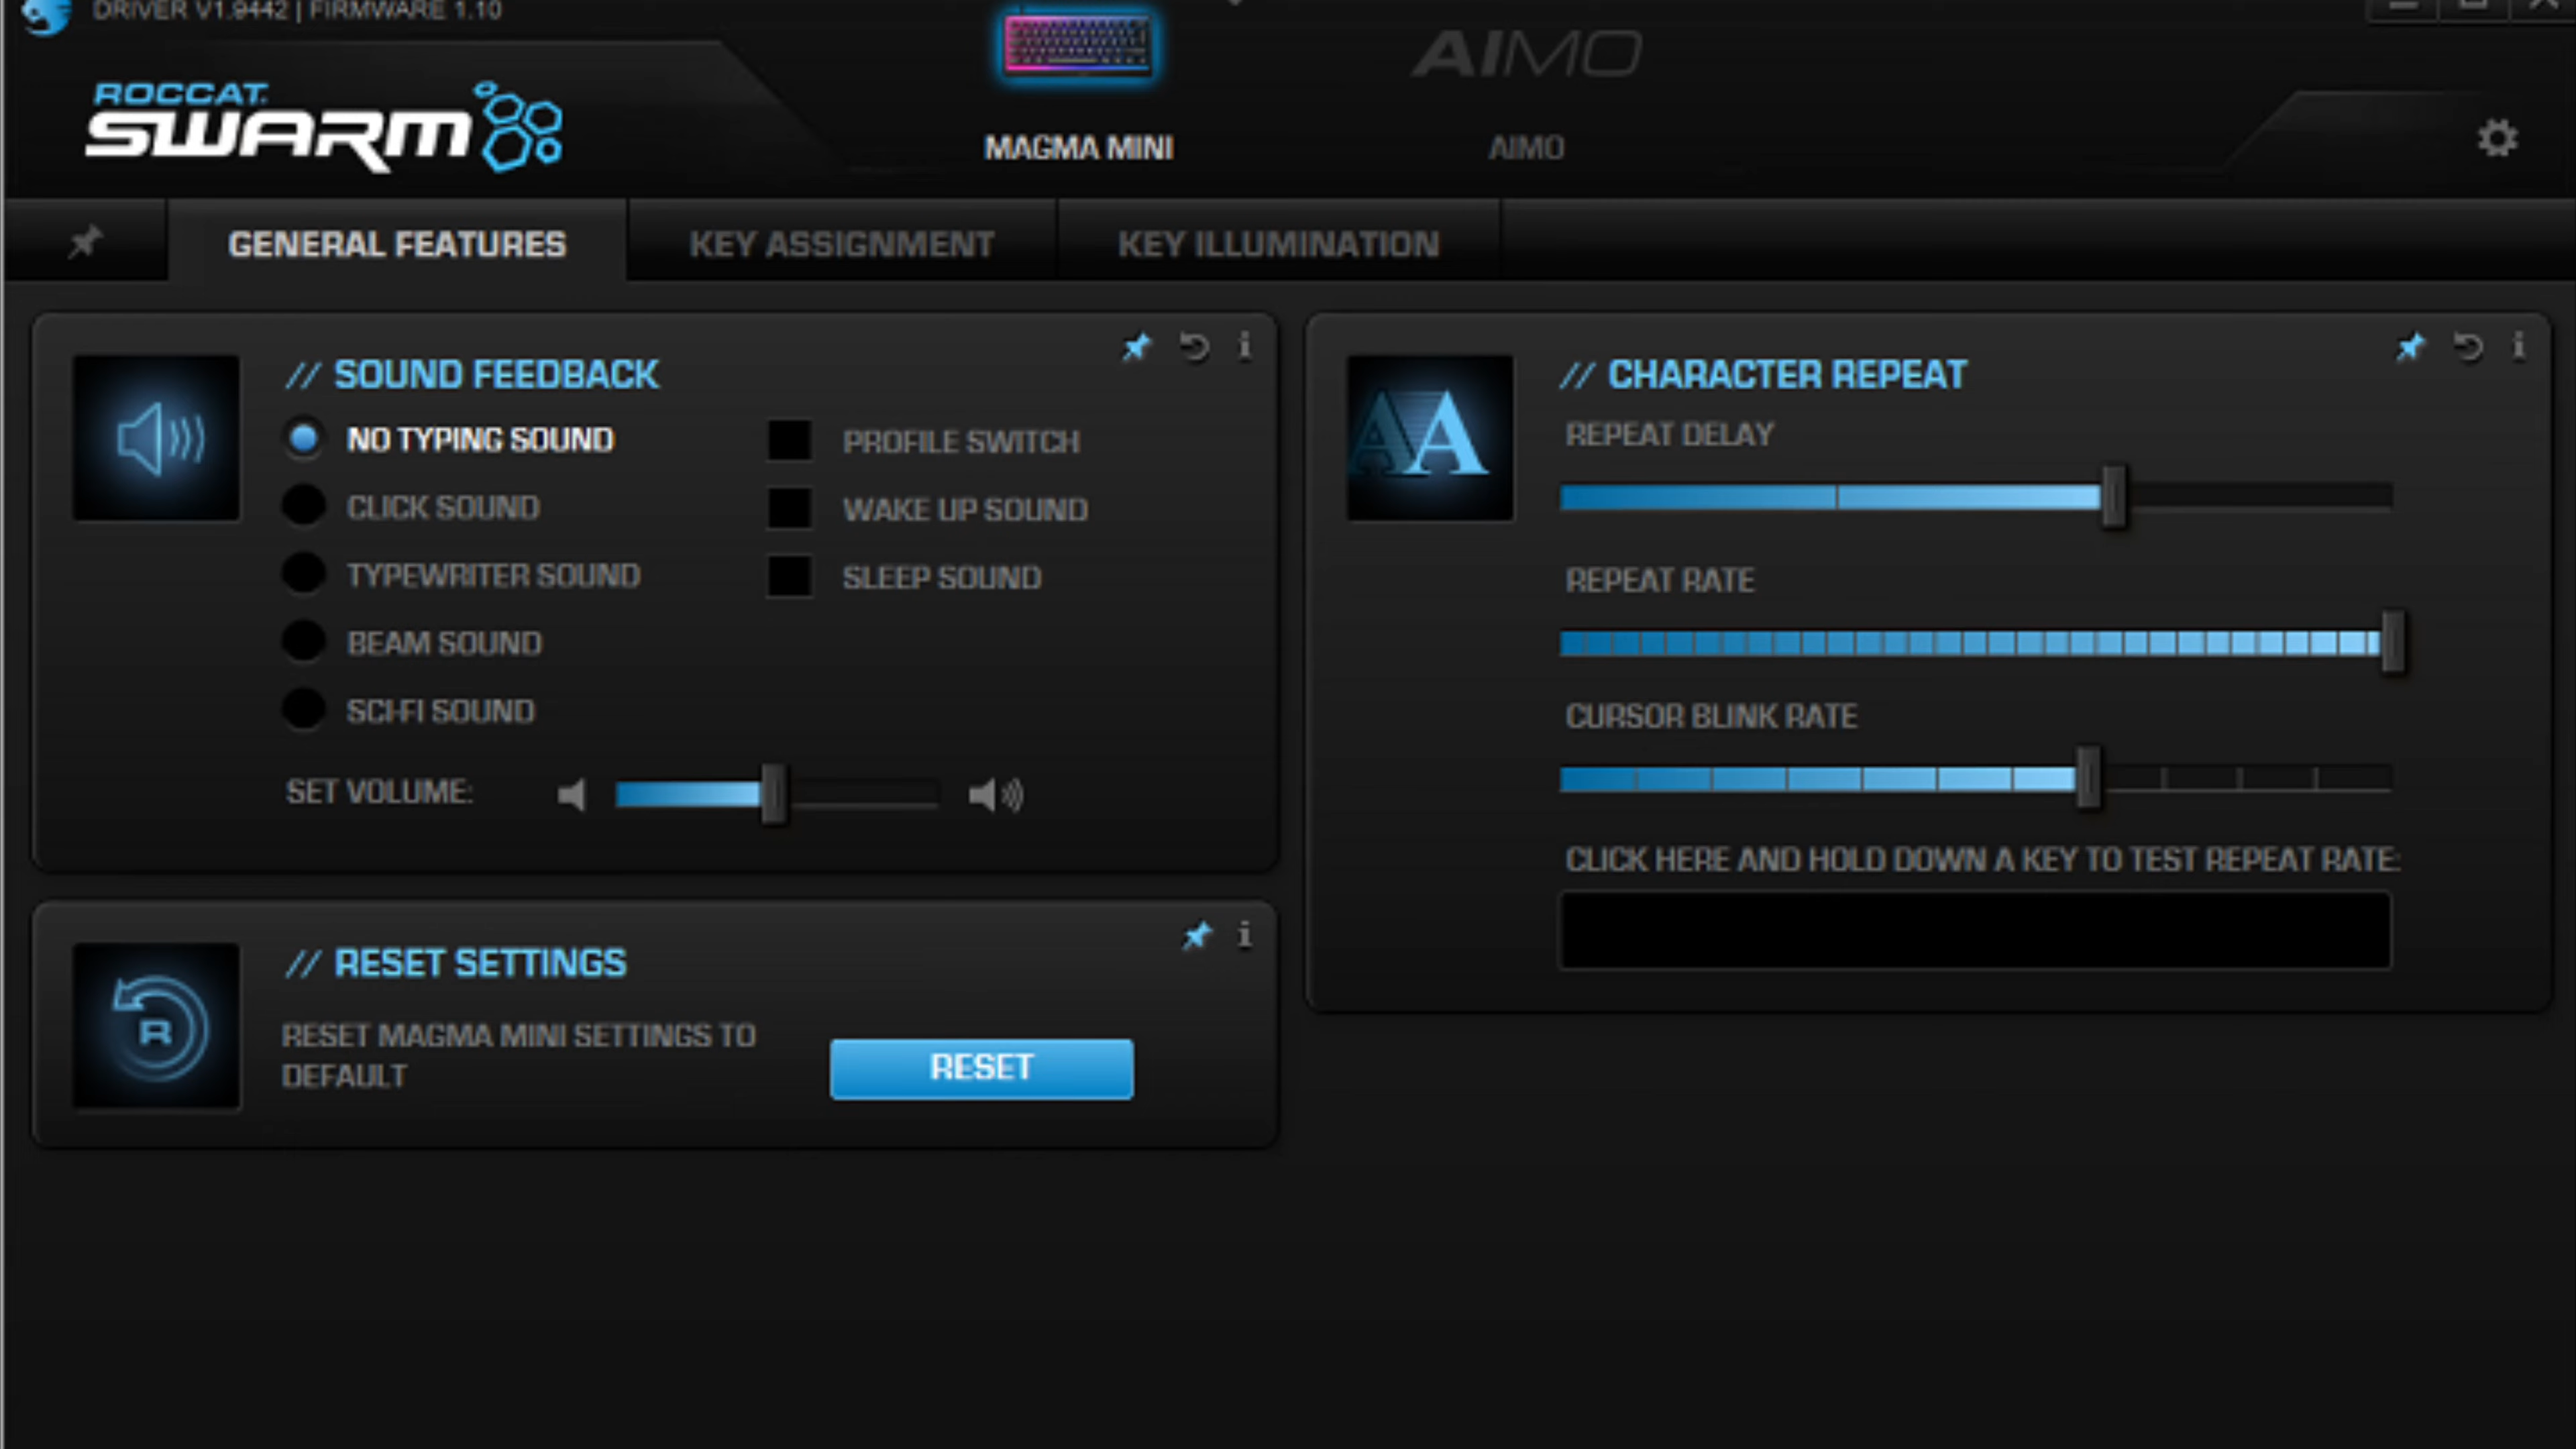 DRIVER V1.9442 | FIRMWARE 1.10
ROCCAT
SWARM
MAGMA MINI
AIMO
AIMO
GENERAL FEATURES
KEY ASSIGNMENT
KEY ILLUMINATION
// SOUND FEEDBACK
NO TYPING SOUND
CLICK SOUND
TYPEWRITER SOUND
BEAM SOUND
SCI-FI SOUND
PROFILE SWITCH
WAKE UP SOUND
SLEEP SOUND
SET VOLUME:
// RESET SETTINGS
R
RESET MAGMA MINI SETTINGS TO
DEFAULT
RESET
AA
// CHARACTER REPEAT
REPEAT DELAY
REPEAT RATE
CURSOR BLINK RATE
CLICK HERE AND HOLD DOWN A KEY TO TEST REPEAT RATE: